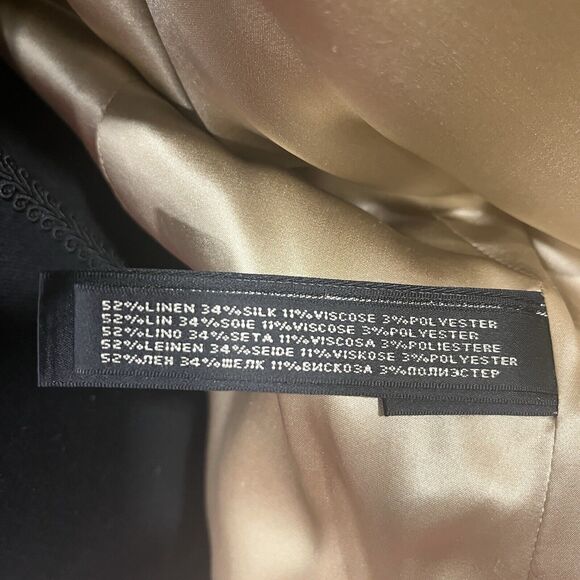 52%LINEN 34%SILK 11%VISCOSE 3%POLYESTER
52%LIN 34%SOIE 11%VISCOSE 3%POLYESTER
52%LINO 34%SETA 11%VISCOSA 3%POLIESTERE
52%LEINEN 34%SEIDE 11%VISKOSE 3%POLYESTER
52%ЛЕН 34%ШЕЛК 11%ВИСКОЗА 3%ПОЛИЭСТЕР